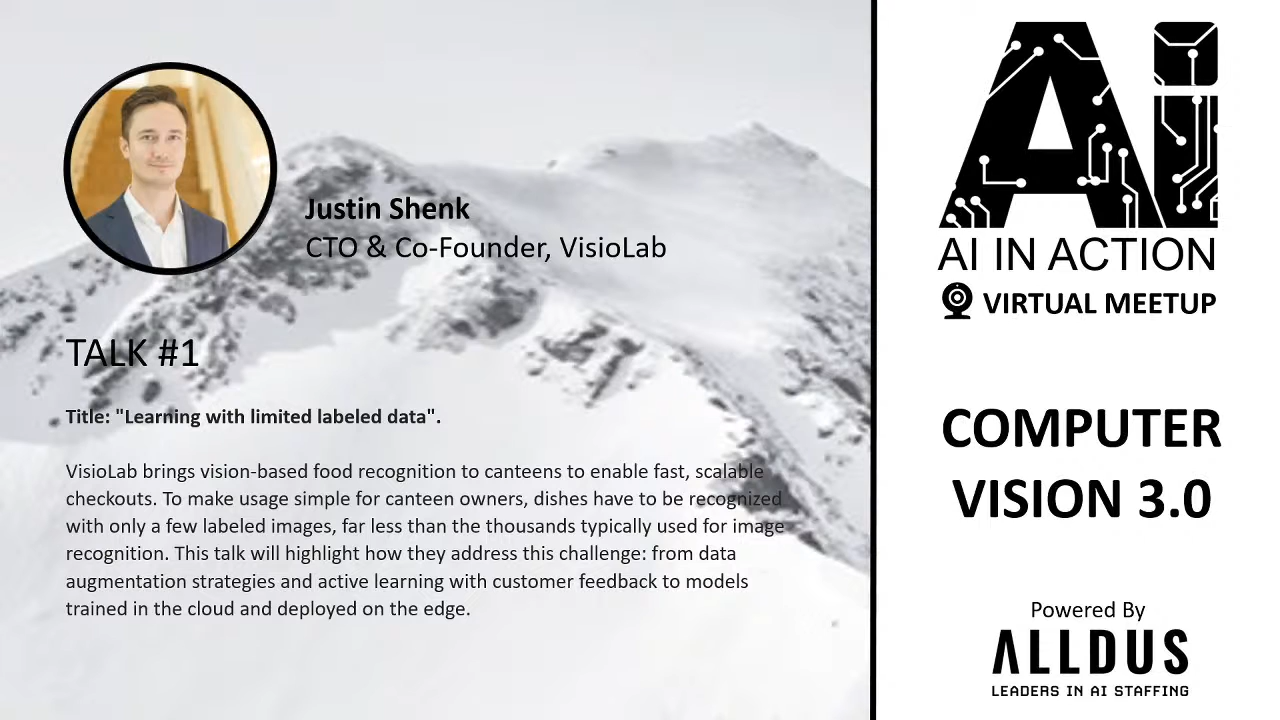 Justin Shenk
CTO & Co-Founder, VisioLab
TALK #1
Title: "Learning with limited labeled data".
VisioLab brings vision-based food recognition to canteens to enable fast, scalable
checkouts. To make usage simple for canteen owners, dishes have to be recognized
with only a few labeled images, far less than the thousands typically used for image
recognition. This talk will highlight how they address this challenge: from data
augmentation strategies and active learning with customer feedback to models
trained in the cloud and deployed on the edge.
Ai
AI IN ACTION
VIRTUAL MEETUP
COMPUTER
VISION 3.0
Powered By
ALLDUS
LEADERS IN AI STAFFING